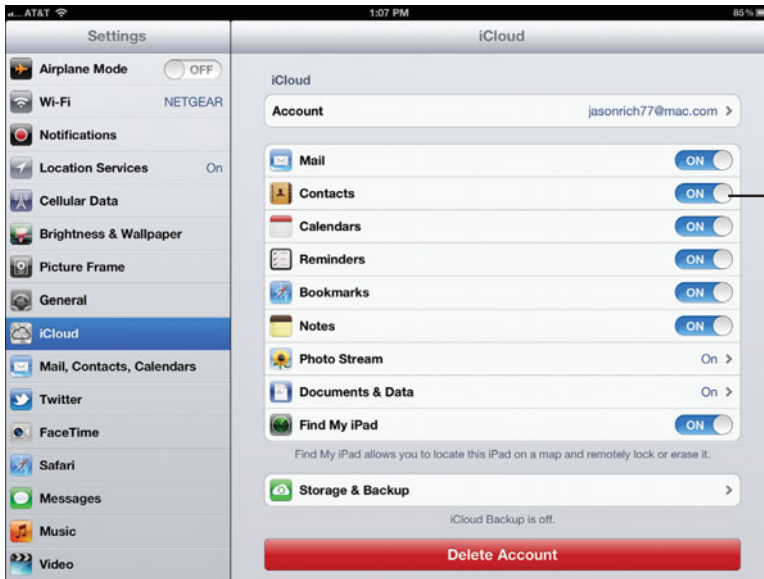 AT&T 1:07 PM 85%
Settings
Airplane Mode OFF
Wi-Fi NETGEAR
Notifications
Location Services On
Cellular Data
Brightness & Wallpaper
Picture Frame
General
iCloud
Mail, Contacts, Calendars
Twitter
FaceTime
Safari
Messages
Music
Video
iCloud
iCloud
Account jasonrich77@mac.com >
Mail ON
Contacts ON
Calendars ON
Reminders ON
Bookmarks ON
Notes ON
Photo Stream On >
Documents & Data On >
Find My iPad ON
Find My iPad allows you to locate this iPad on a map and remotely lock or erase it.
Storage & Backup >
iCloud Backup is off.
Delete Account